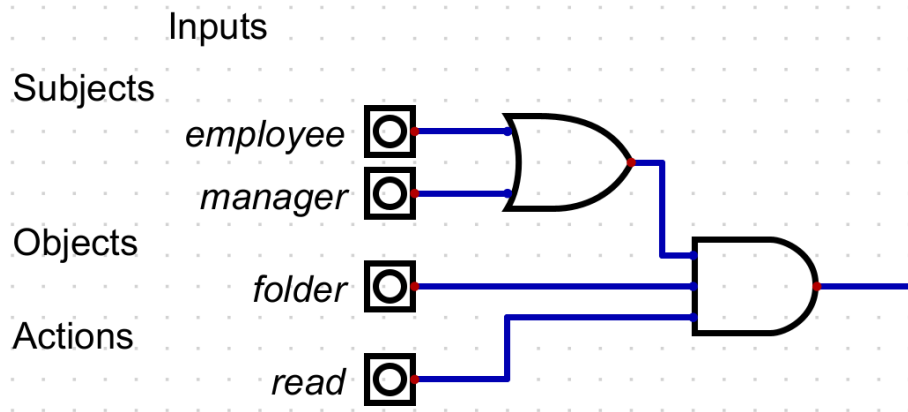 Inputs
Subjects
employee
manager
Objects
folder
Actions
read